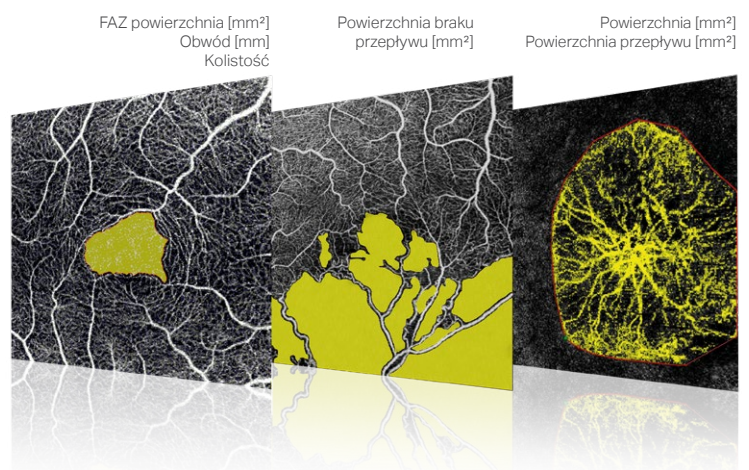 FAZ powierzchnia [mm²]
Obwód [mm]
Kolistość
Powierzchnia braku
przepływu [mm²]
Powierzchnia [mm²]
Powierzchnia przepływu [mm²]